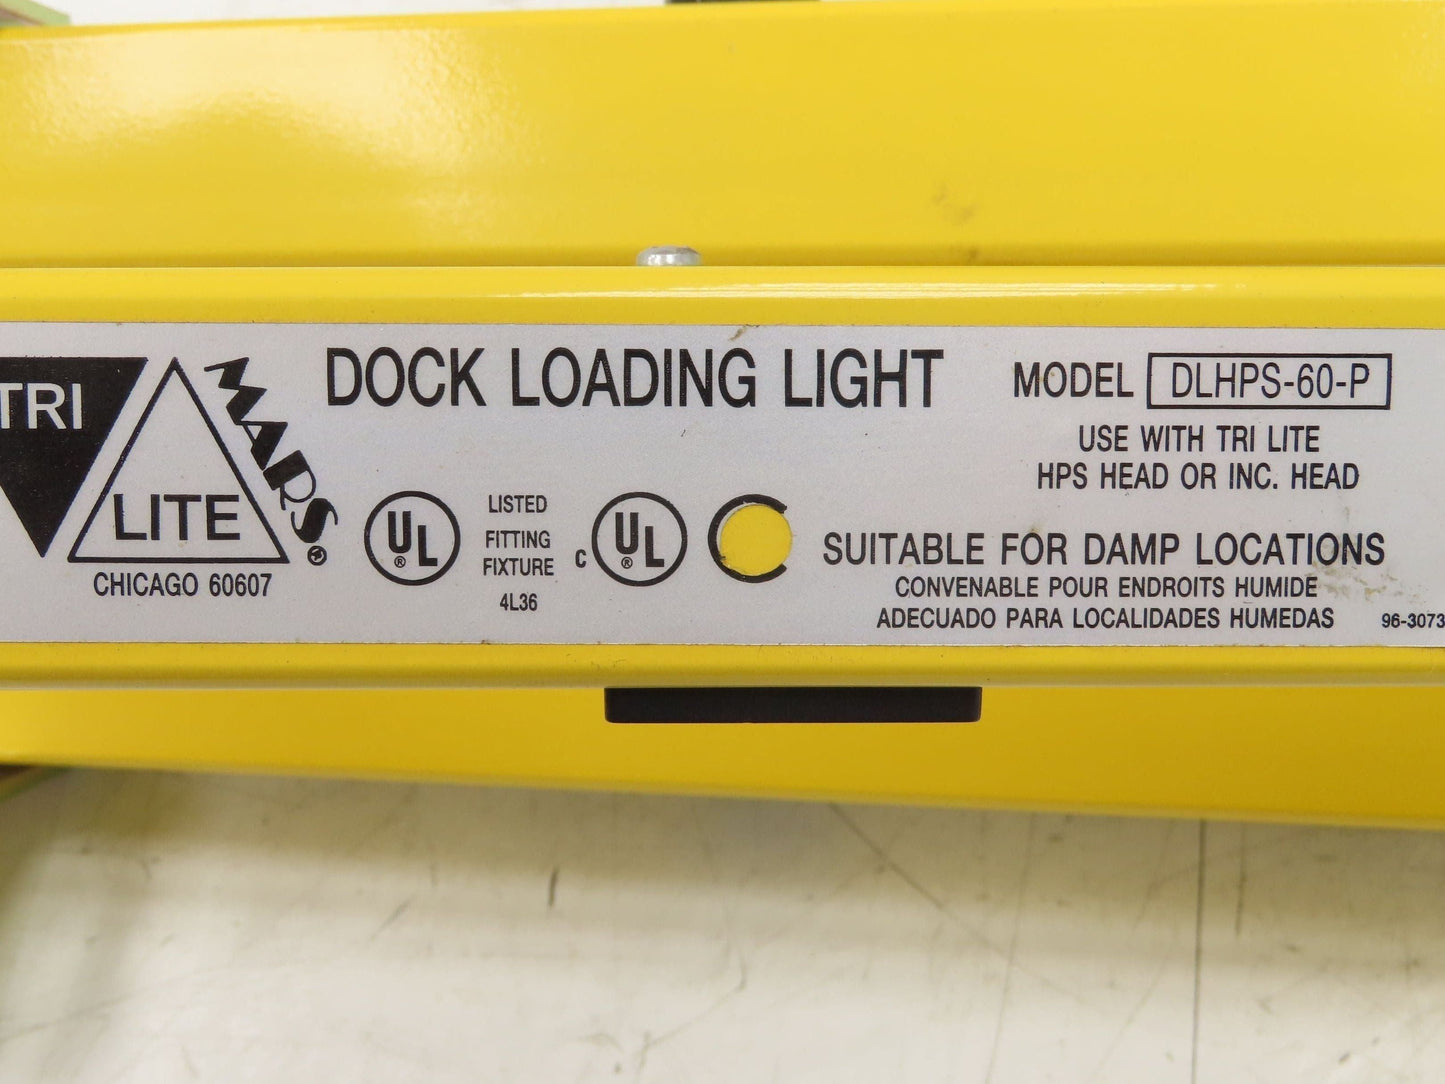 TRI
LITE
MARS
®
CHICAGO 60607
DOCK LOADING LIGHT
UL
®
LISTED
FITTING
FIXTURE
4L36
C
UL
®
MODEL DLHPS-60-P
USE WITH TRI LITE
HPS HEAD OR INC. HEAD
SUITABLE FOR DAMP LOCATIONS
CONVENABLE POUR ENDROITS HUMIDE
ADECUADO PARA LOCALIDADES HUMEDAS
96-3073